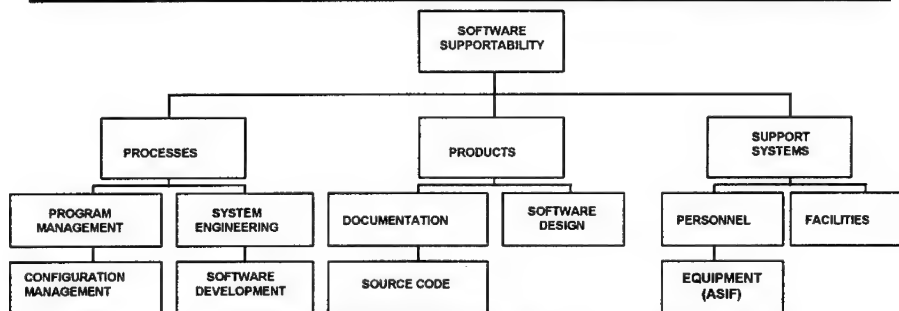 SOFTWARE
SUPPORTABILITY
PROCESSES
PRODUCTS
SUPPORT
SYSTEMS
PROGRAM
MANAGEMENT
SYSTEM
ENGINEERING
DOCUMENTATION
SOFTWARE
DESIGN
PERSONNEL
FACILITIES
CONFIGURATION
MANAGEMENT
SOFTWARE
DEVELOPMENT
SOURCE CODE
EQUIPMENT
(ASIF)